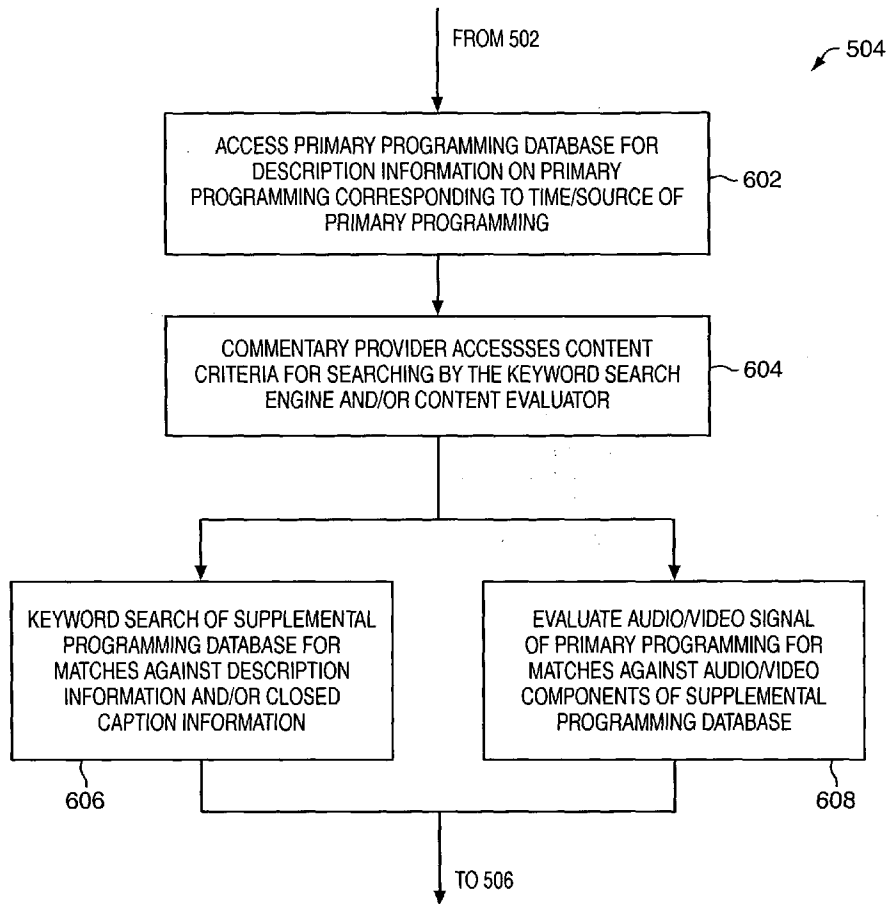 FROM 502
504
ACCESS PRIMARY PROGRAMMING DATABASE FOR
DESCRIPTION INFORMATION ON PRIMARY
PROGRAMMING CORRESPONDING TO TIME/SOURCE OF
PRIMARY PROGRAMMING
602
COMMENTARY PROVIDER ACCESSSES CONTENT
CRITERIA FOR SEARCHING BY THE KEYWORD SEARCH
ENGINE AND/OR CONTENT EVALUATOR
604
KEYWORD SEARCH OF SUPPLEMENTAL
PROGRAMMING DATABASE FOR
MATCHES AGAINST DESCRIPTION
INFORMATION AND/OR CLOSED
CAPTION INFORMATION
606
EVALUATE AUDIO/VIDEO SIGNAL
OF PRIMARY PROGRAMMING FOR
MATCHES AGAINST AUDIO/VIDEO
COMPONENTS OF SUPPLEMENTAL
PROGRAMMING DATABASE
608
TO 506